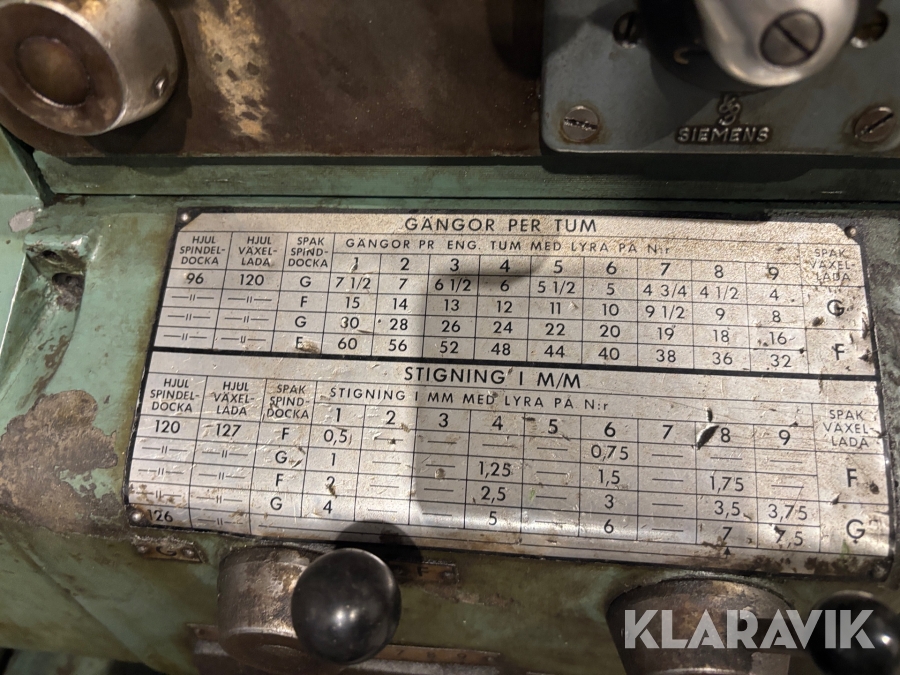 SIEMENS
GÄNGOR PER TUM
HJUL SPINDEL-DOCKA HJUL VÄXEL-LÅDA SPAK SPIND-DOCKA GÄNGOR PR ENG. TUM MED LYRA PÅ N:r SPAK VÄXEL-LÅDA
1 2 3 4 5 6 7 8 9
96 120 G 7 1/2 7 6 1/2 6 5 1/2 5 4 3/4 4 1/2 4 G
—"— —"— F 15 14 13 12 11 10 9 1/2 9 8
—"— —"— G 30 28 26 24 22 20 19 18 16 F
—"— —"— F 60 56 52 48 44 40 38 36 32
STIGNING I M/M
HJUL SPINDEL-DOCKA HJUL VÄXEL-LÅDA SPAK SPIND-DOCKA STIGNING I MM MED LYRA PÅ N:r SPAK VÄXEL-LÅDA
1 2 3 4 5 6 7 8 9
120 127 F 0,5 — — — — 0,75 — — —
—"— —"— G 1 — — 1,25 — 1,5 — 1,75 — F
—"— —"— F 2 — — 2,5 — 3 — 3,5 3,75
—"— —"— G 4 — — 5 — 6 — 7 7,5 G
126 —"—
KLARAVIK